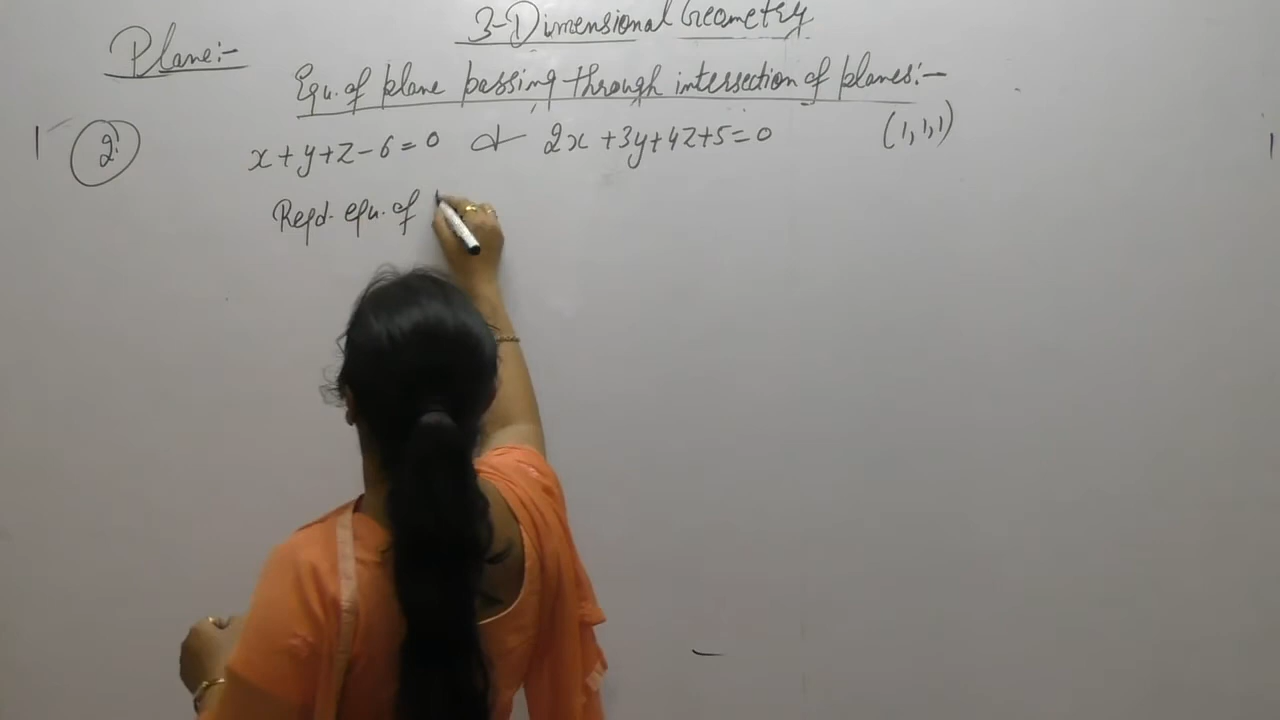 3-Dimensional Geometry
Plane:-
Equ. of plane passing through intersection of planes:-
2! x+y+z-6=0 & 2x+3y+4z+5=0 (1,1,1)
Reqd. equ. of